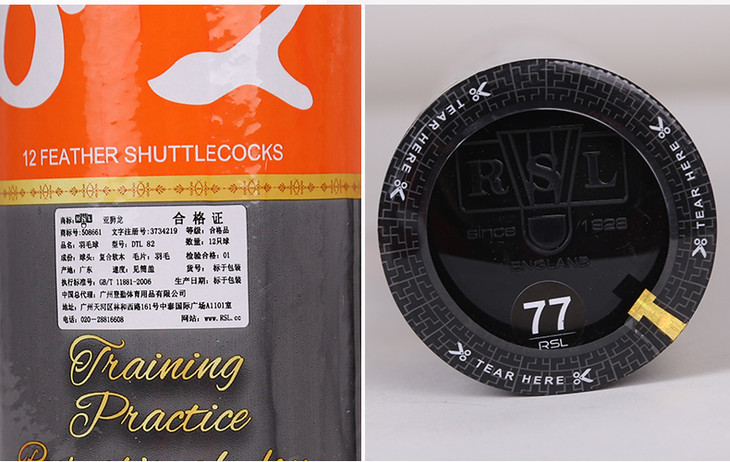 12 FEATHER SHUTTLECOCKS
合格证
商标: RSL 亚狮龙
商标号:508661 文字注册号:3734219 等级: 合格品
品名: 羽毛球 型号: DTL 82 数量: 12只球
成份: 球头: 复合软木 毛片: 羽毛 检验合格: 01
产地: 广东 速度: 见筒盖 货号: 标于包装
执行标准号: GB/T 11881-2006 生产日期: 标于包装
中国总代理: 广州登勤体育用品有限公司
地址: 广州天河区林和西路161号中泰国际广场A1101室
电话: 020-28816608 网站: www.RSL.cc
Training
Practice
TEAR HERE
TEAR HERE
TEAR HERE
RSL
since /1928
ENGLAND
77
RSL